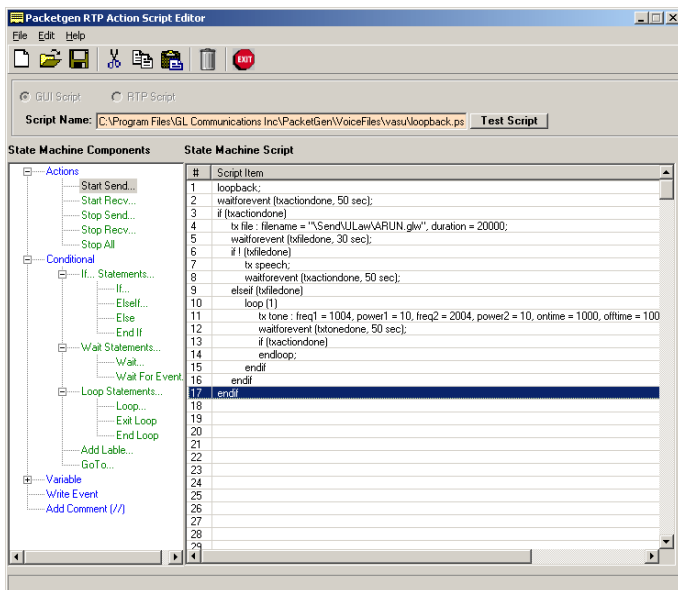 Packetgen RTP Action Script Editor
File Edit Help
EXIT
GUI Script RTP Script
Script Name: C:\Program Files\GL Communications Inc\PacketGen\VoiceFiles\vasu\loopback.ps Test Script
State Machine Components State Machine Script
Actions
Start Send...
Start Recv...
Stop Send...
Stop Recv...
Stop All
Conditional
If... Statements...
If...
ElseIf...
Else
End If
Wait Statements...
Wait...
Wait For Event.
Loop Statements...
Loop...
Exit Loop
End Loop
Add Lable...
GoTo...
Variable
Write Event
Add Comment (//)
# Script Item
1 loopback;
2 waitforevent (txactiondone, 50 sec);
3 if (txactiondone)
4 tx file : filename = "\Send\ULaw\ARUN.glw", duration = 20000;
5 waitforevent (txfiledone, 30 sec);
6 if ! (txfiledone)
7 tx speech;
8 waitforevent (txactiondone, 50 sec);
9 elseif (txfiledone)
10 loop (1)
11 tx tone : freq1 = 1004, power1 = 10, freq2 = 2004, power2 = 10, ontime = 1000, offtime = 100
12 waitforevent (txtonedone, 50 sec);
13 if (txactiondone)
14 endloop;
15 endif
16 endif
17 endif
18
19
20
21
22
23
24
25
26
27
28
29